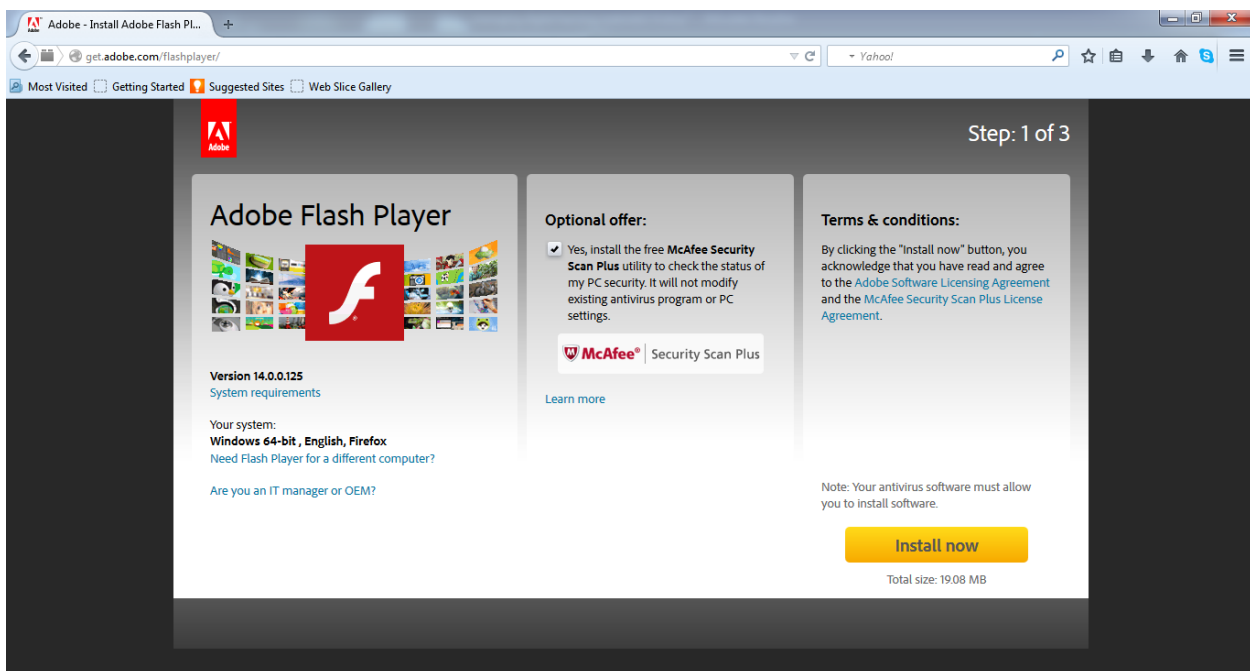 Adobe - Install Adobe Flash Pl...
get.adobe.com/flashplayer/
Yahoo!
Most Visited
Getting Started
Suggested Sites
Web Slice Gallery
Adobe
Step: 1 of 3
Adobe Flash Player
Version 14.0.0.125
System requirements
Your system:
Windows 64-bit , English, Firefox
Need Flash Player for a different computer?
Are you an IT manager or OEM?
Optional offer:
Yes, install the free McAfee Security
Scan Plus utility to check the status of
my PC security. It will not modify
existing antivirus program or PC
settings.
McAfee® Security Scan Plus
Learn more
Terms & conditions:
By clicking the "Install now" button, you
acknowledge that you have read and agree
to the Adobe Software Licensing Agreement
and the McAfee Security Scan Plus License
Agreement.
Note: Your antivirus software must allow
you to install software.
Install now
Total size: 19.08 MB